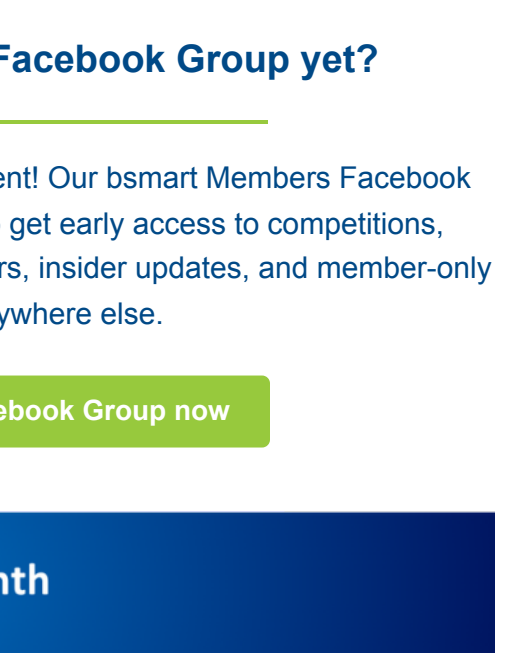 Facebook Group yet?
ent! Our bsmart Members Facebook
get early access to competitions,
rs, insider updates, and member-only
ywhere else.
ebook Group now
nth